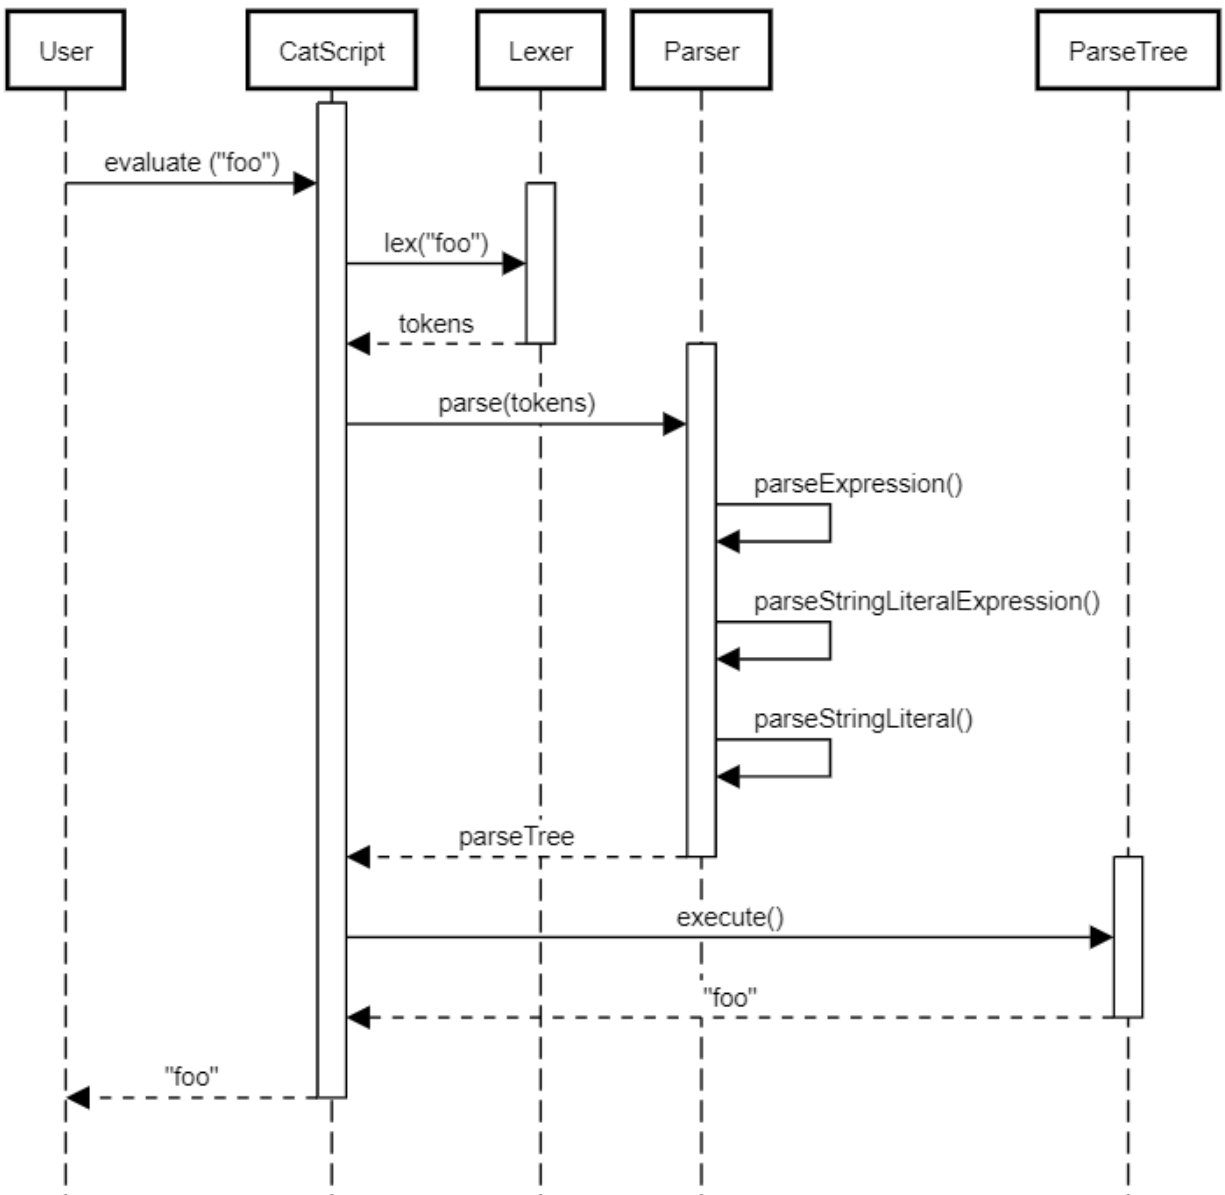 User
CatScript
Lexer
Parser
ParseTree
evaluate ("foo")
lex("foo")
tokens
parse(tokens)
parseExpression()
parseStringLiteralExpression()
parseStringLiteral()
parseTree
execute()
"foo"
"foo"